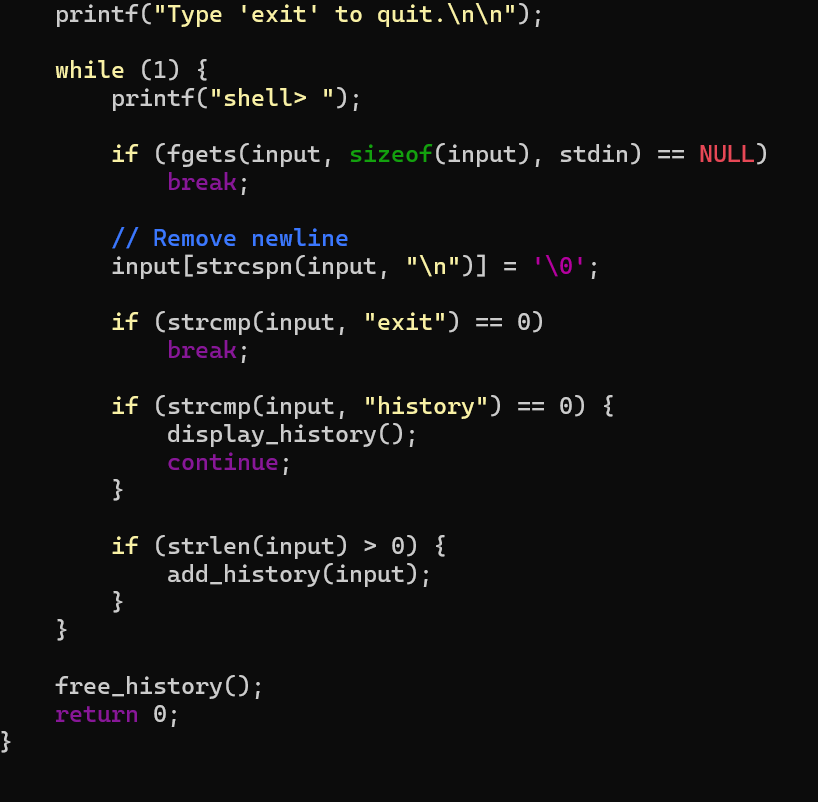 printf("Type 'exit' to quit.\n\n");

    while (1) {
        printf("shell> ");

        if (fgets(input, sizeof(input), stdin) == NULL)
            break;

        // Remove newline
        input[strcspn(input, "\n")] = '\0';

        if (strcmp(input, "exit") == 0)
            break;

        if (strcmp(input, "history") == 0) {
            display_history();
            continue;
        }

        if (strlen(input) > 0) {
            add_history(input);
        }
    }

    free_history();
    return 0;
}